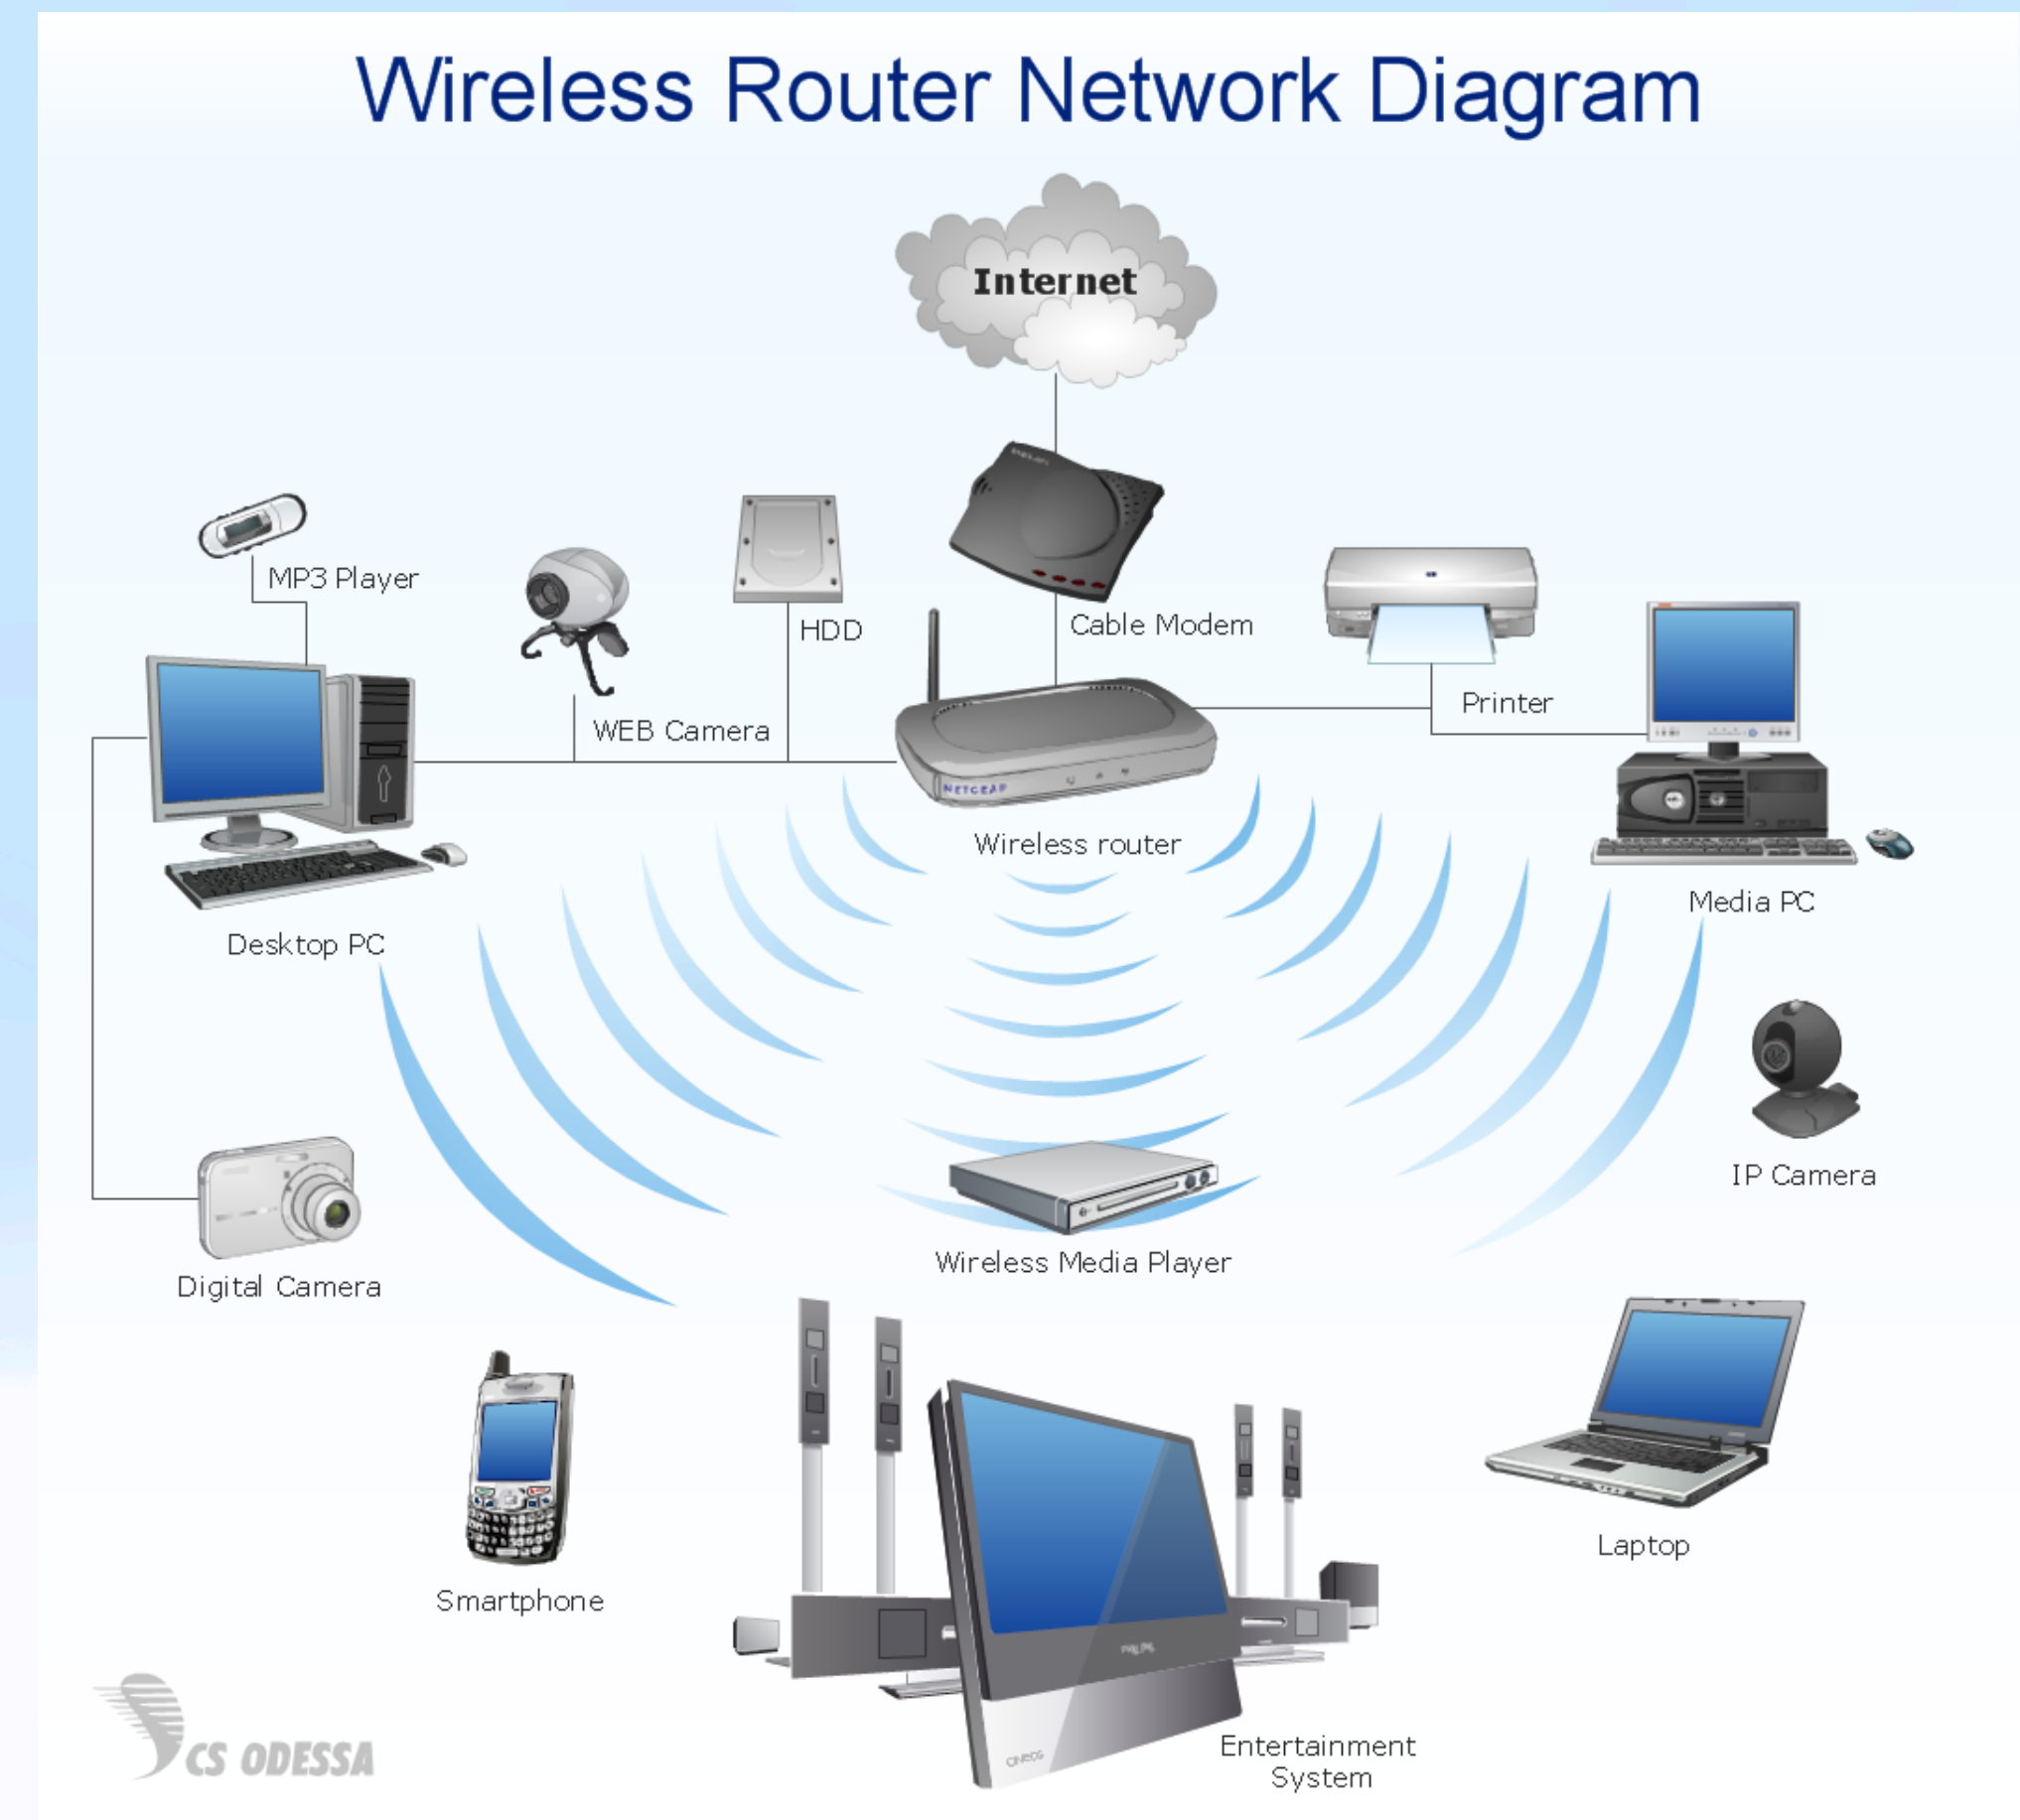 Wireless Router Network Diagram
Internet
MP3 Player
HDD
Cable Modem
WEB Camera
Printer
NETGEAR
Wireless router
Desktop PC
Media PC
IP Camera
Wireless Media Player
Digital Camera
Laptop
Smartphone
Entertainment
System
CS ODESSA